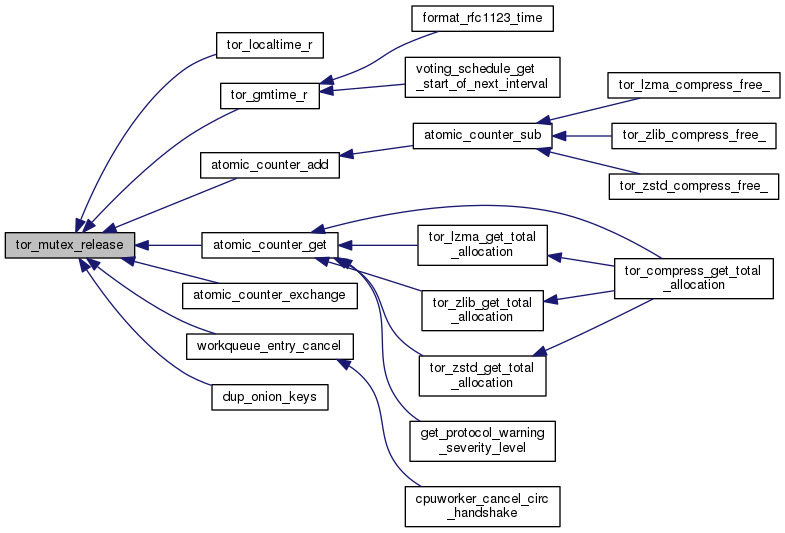 format_rfc1123_time
tor_localtime_r
voting_schedule_get
_start_of_next_interval
tor_gmtime_r
tor_lzma_compress_free_
atomic_counter_sub
tor_zlib_compress_free_
atomic_counter_add
tor_zstd_compress_free_
tor_mutex_release
atomic_counter_get
tor_lzma_get_total
_allocation
tor_compress_get_total
_allocation
atomic_counter_exchange
tor_zlib_get_total
_allocation
workqueue_entry_cancel
tor_zstd_get_total
_allocation
dup_onion_keys
get_protocol_warning
_severity_level
cpuworker_cancel_circ
_handshake